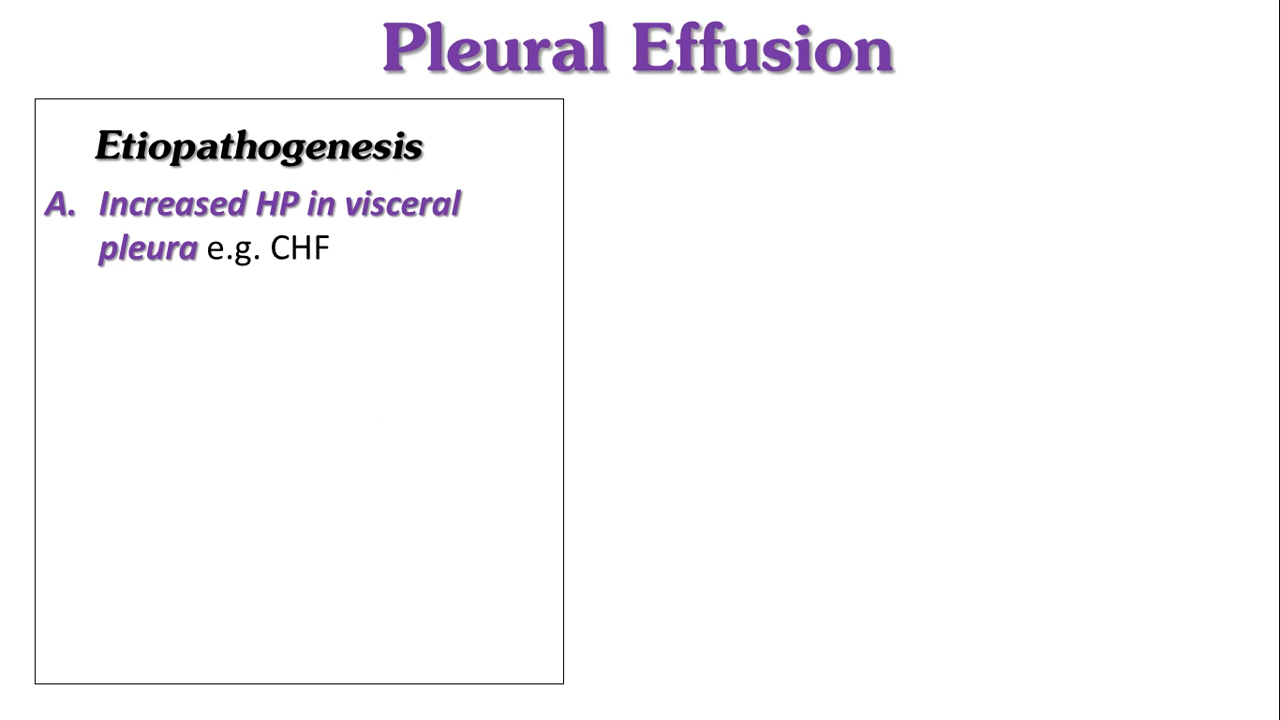 Pleural Effusion
Etiopathogenesis
A. Increased HP in visceral
pleura e.g. CHF